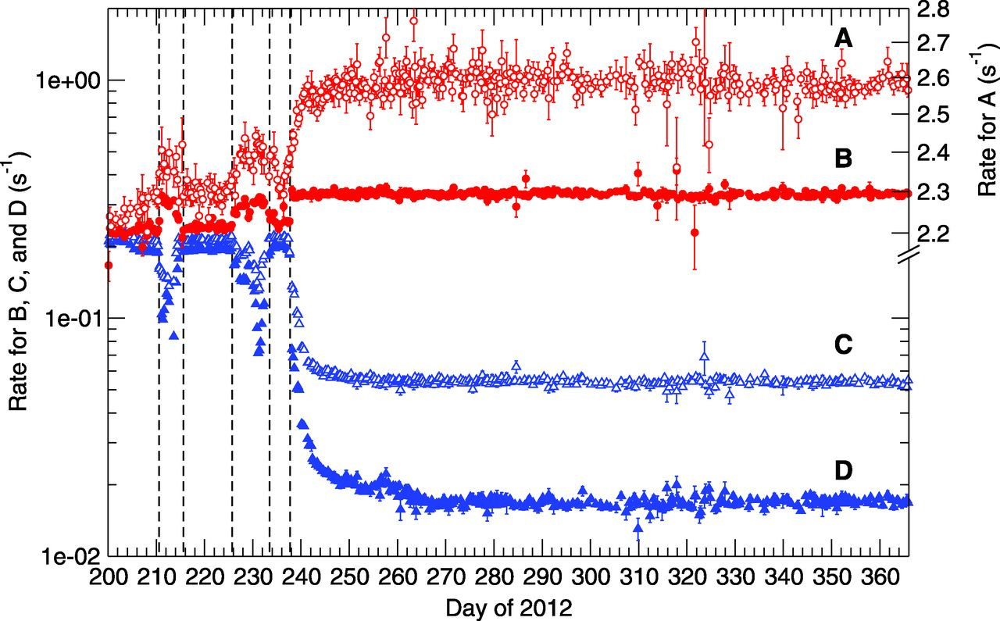 2.8
A
2.7
1e+00
2.6
2.5
2.4
B
2.3
2.2
Rate for B, C, and D (s⁻¹)
Rate for A (s⁻¹)
1e-01
C
D
1e-02
200 210 220 230 240 250 260 270 280 290 300 310 320 330 340 350 360
Day of 2012